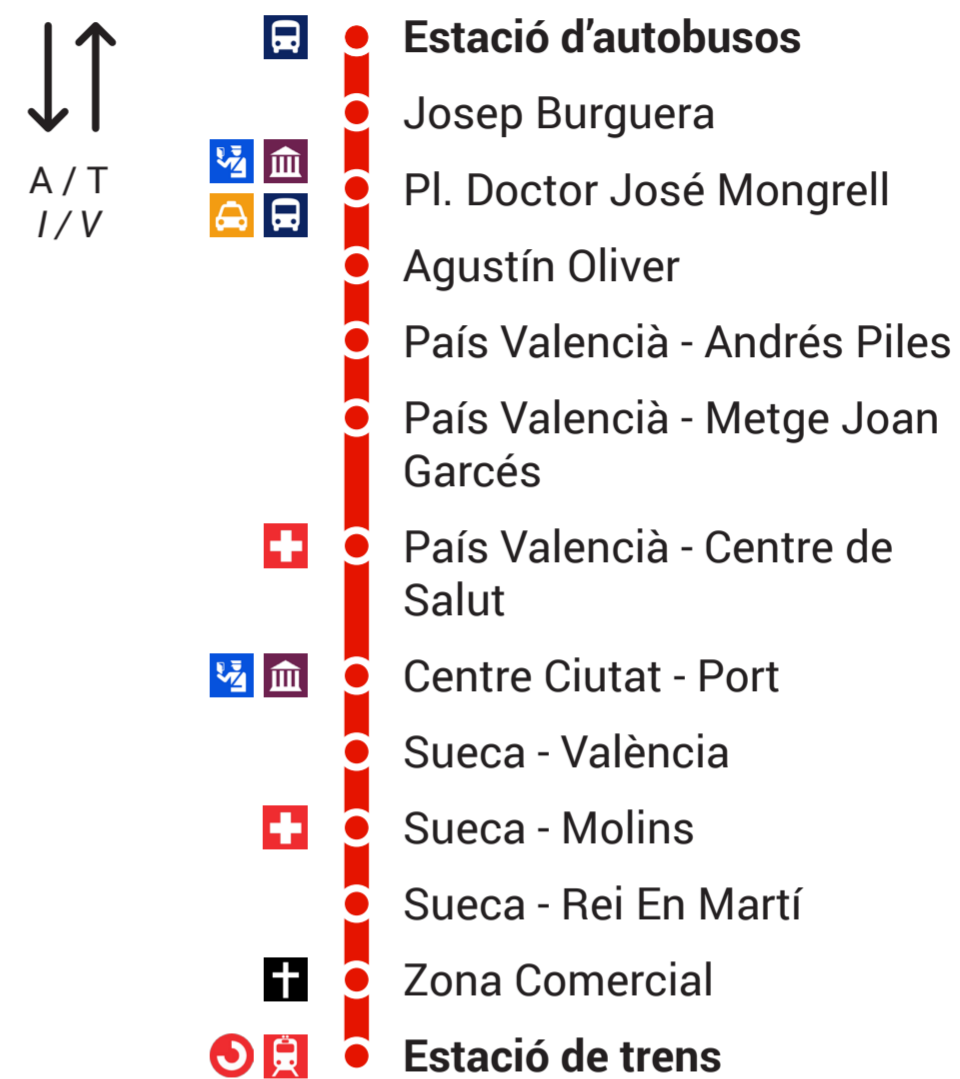 A / T
I / V
Estació d’autobusos
Josep Burguera
Pl. Doctor José Mongrell
Agustín Oliver
País Valencià - Andrés Piles
País Valencià - Metge Joan
Garcés
País Valencià - Centre de
Salut
Centre Ciutat - Port
Sueca - València
Sueca - Molins
Sueca - Rei En Martí
Zona Comercial
Estació de trens